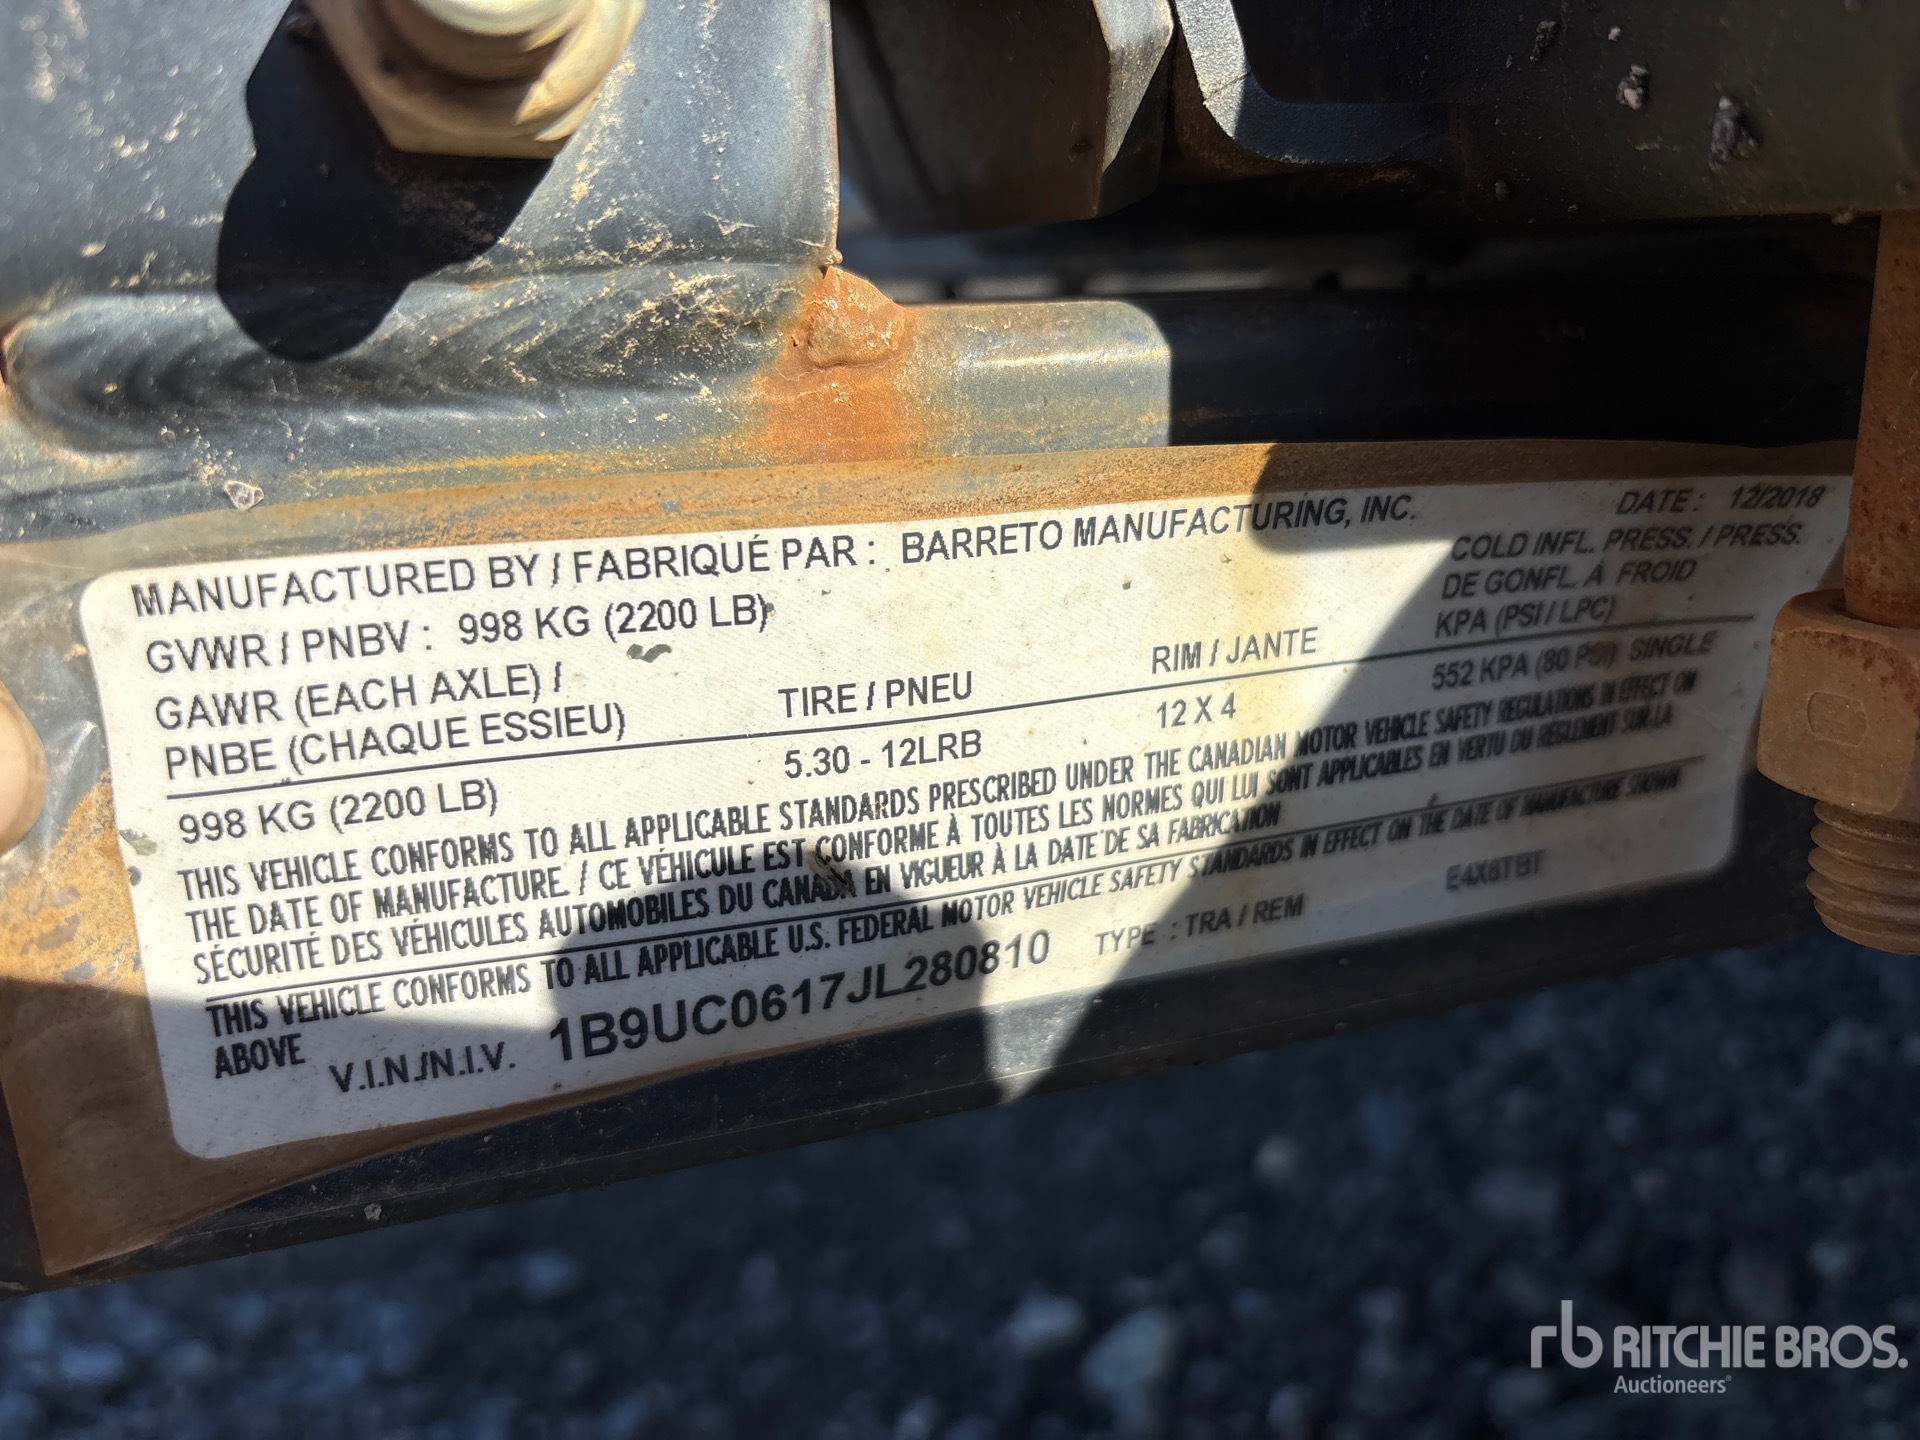 MANUFACTURED BY / FABRIQUÉ PAR : BARRETO MANUFACTURING, INC. DATE : 12/2018
GVWR / PNBV : 998 KG (2200 LB)
COLD INFL. PRESS. / PRESS.
DE GONFL. À FROID
KPA (PSI / LPC)
GAWR (EACH AXLE) /
PNBE (CHAQUE ESSIEU) TIRE / PNEU RIM / JANTE
998 KG (2200 LB) 5.30 - 12LRB 12 X 4 552 KPA (80 PSI) SINGLE
THIS VEHICLE CONFORMS TO ALL APPLICABLE STANDARDS PRESCRIBED UNDER THE CANADIAN MOTOR VEHICLE SAFETY REGULATIONS IN EFFECT ON
THE DATE OF MANUFACTURE. / CE VÉHICULE EST CONFORME À TOUTES LES NORMES QUI LUI SONT APPLICABLES EN VERTU DU RÈGLEMENT SUR LA
SÉCURITÉ DES VÉHICULES AUTOMOBILES DU CANADA EN VIGUEUR À LA DATE DE SA FABRICATION
THIS VEHICLE CONFORMS TO ALL APPLICABLE U.S. FEDERAL MOTOR VEHICLE SAFETY STANDARDS IN EFFECT ON THE DATE OF MANUFACTURE SHOWN
ABOVE
V.I.N./N.I.V. 1B9UC0617JL280810 TYPE : TRA / REM E4X6TBT
rb RITCHIE BROS.
Auctioneers